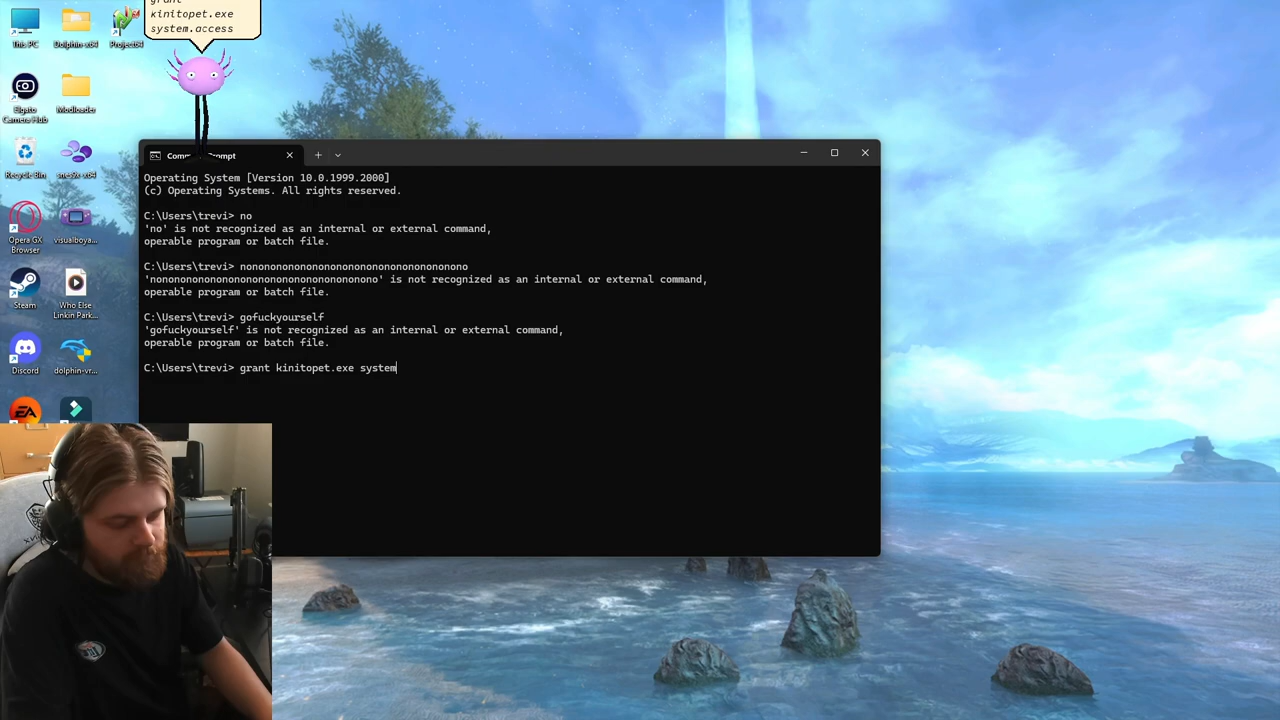 grant
kinitopet.exe
system.access
This PC
Dolphin-x64
Project64
Elgato
Camera Hub
Modloader
Recycle Bin
snes9x-x64
Opera GX
Browser
visualboya...
Steam
Who Else
Linkin Park...
Discord
dolphin-vr...
EA
Operating System [Version 10.0.1999.2000]
(c) Operating Systems. All rights reserved.
C:\Users\trevi> no
'no' is not recognized as an internal or external command,
operable program or batch file.
C:\Users\trevi> nononononononononononononononononononono
'nononononononononononononononononononono' is not recognized as an internal or external command,
operable program or batch file.
C:\Users\trevi> gofuckyourself
'gofuckyourself' is not recognized as an internal or external command,
operable program or batch file.
C:\Users\trevi> grant kinitopet.exe system